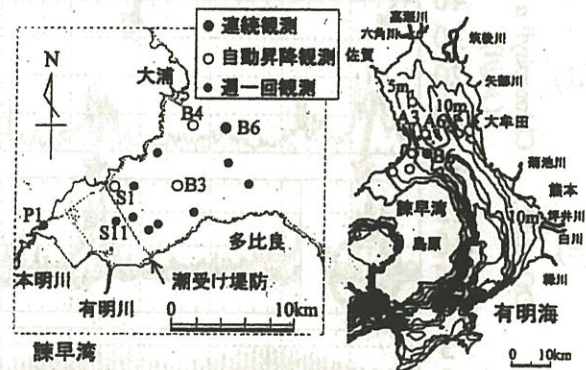 ● 連続観測
○ 自動昇降観測
● 週一回観測
N
大浦
B4
B6
S1
B3
P1
S11
多比良
本明川
潮受け堤防
有明川
0 10km
諫早湾
嘉瀬川
六角川
筑後川
佐賀
矢部川
5m
10m
A3
A6
大牟田
B6
菊池川
諫早湾
熊本
島原
10m
坪井川
白川
緑川
有明海
0 10km